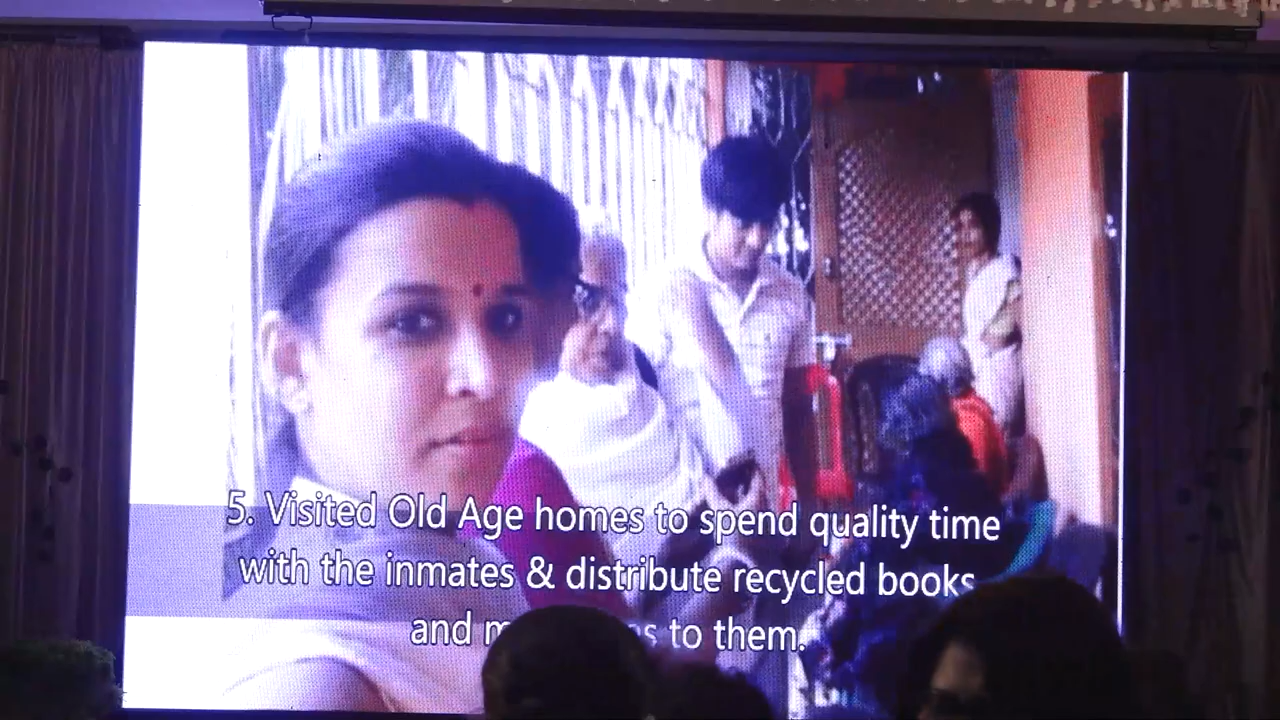 5. Visited Old Age homes to spend quality time
with the inmates & distribute recycled books
and to them.